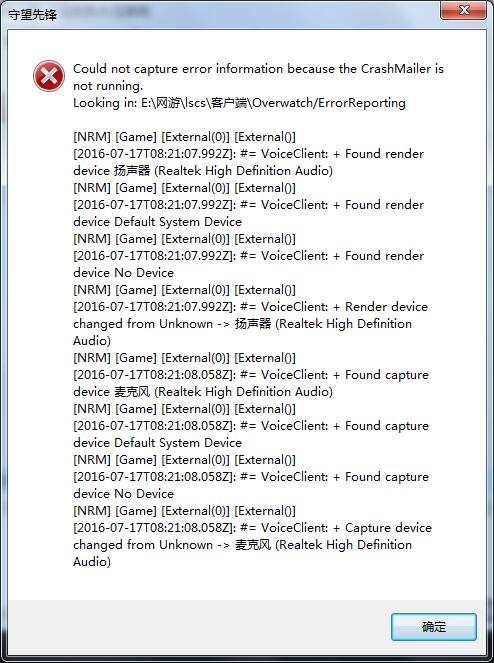 守望先锋
Could not capture error information because the CrashMailer is
not running.
Looking in: E:\网游\lscs\客户端\Overwatch/ErrorReporting
[NRM] [Game] [External(0)] [External()]
[2016-07-17T08:21:07.992Z]: #= VoiceClient: + Found render
device 扬声器 (Realtek High Definition Audio)
[NRM] [Game] [External(0)] [External()]
[2016-07-17T08:21:07.992Z]: #= VoiceClient: + Found render
device Default System Device
[NRM] [Game] [External(0)] [External()]
[2016-07-17T08:21:07.992Z]: #= VoiceClient: + Found render
device No Device
[NRM] [Game] [External(0)] [External()]
[2016-07-17T08:21:07.992Z]: #= VoiceClient: + Render device
changed from Unknown -> 扬声器 (Realtek High Definition
Audio)
[NRM] [Game] [External(0)] [External()]
[2016-07-17T08:21:08.058Z]: #= VoiceClient: + Found capture
device 麦克风 (Realtek High Definition Audio)
[NRM] [Game] [External(0)] [External()]
[2016-07-17T08:21:08.058Z]: #= VoiceClient: + Found capture
device Default System Device
[NRM] [Game] [External(0)] [External()]
[2016-07-17T08:21:08.058Z]: #= VoiceClient: + Found capture
device No Device
[NRM] [Game] [External(0)] [External()]
[2016-07-17T08:21:08.058Z]: #= VoiceClient: + Capture device
changed from Unknown -> 麦克风 (Realtek High Definition
Audio)
确定